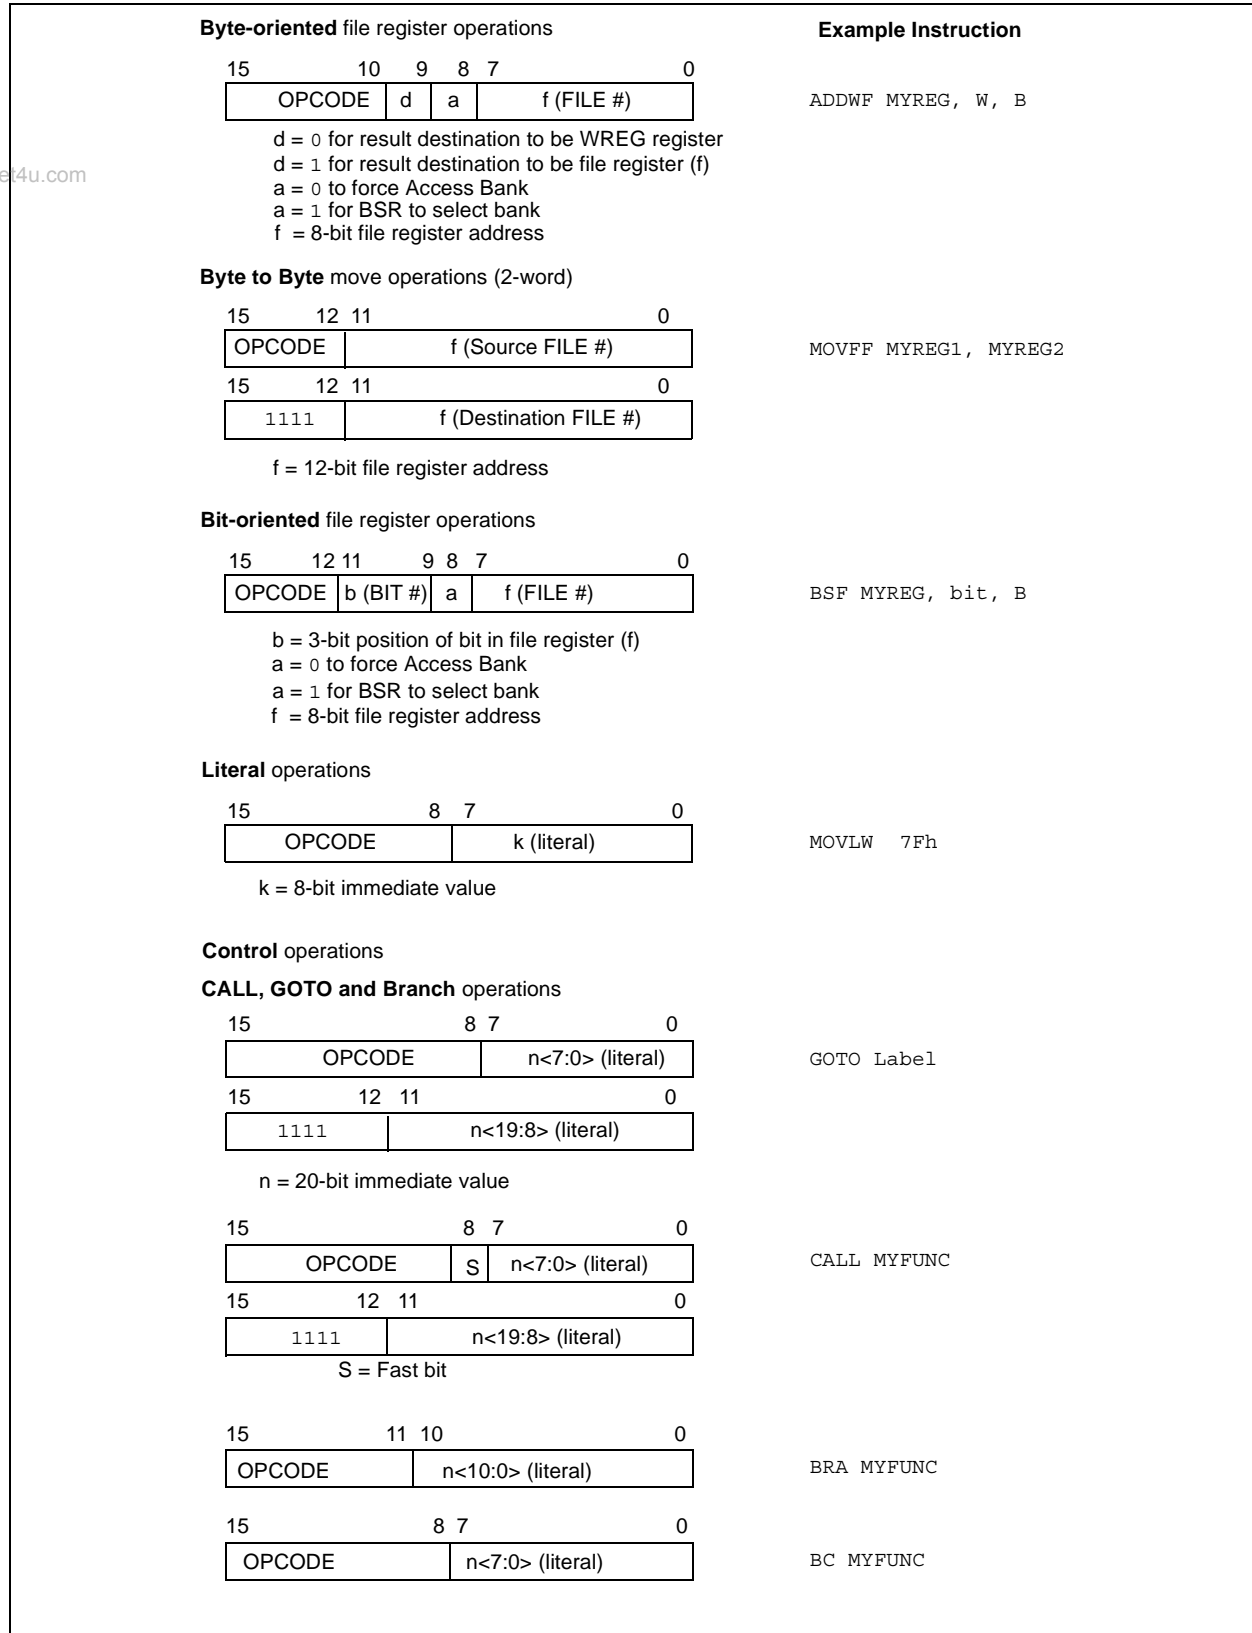 Byte-oriented file register operations Example Instruction
15 10 9 8 7 0
OPCODE d a f (FILE #) ADDWF MYREG, W, B
d = 0 for result destination to be WREG register
d = 1 for result destination to be file register (f)
et4u.com
a = 0 to force Access Bank
a = 1 for BSR to select bank
f = 8-bit file register address
Byte to Byte move operations (2-word)
15 12 11 0
OPCODE f (Source FILE #) MOVFF MYREG1, MYREG2
15 12 11 0
1111 f (Destination FILE #)
f = 12-bit file register address
Bit-oriented file register operations
15 12 11 9 8 7 0
OPCODE b (BIT #) a f (FILE #) BSF MYREG, bit, B
b = 3-bit position of bit in file register (f)
a = 0 to force Access Bank
a = 1 for BSR to select bank
f = 8-bit file register address
Literal operations
15 8 7 0
OPCODE k (literal) MOVLW 7Fh
k = 8-bit immediate value
Control operations
CALL, GOTO and Branch operations
15 8 7 0
OPCODE n<7:0> (literal) GOTO Label
15 12 11 0
1111 n<19:8> (literal)
n = 20-bit immediate value
15 8 7 0
OPCODE S n<7:0> (literal) CALL MYFUNC
15 12 11 0
1111 n<19:8> (literal)
S = Fast bit
15 11 10 0
OPCODE n<10:0> (literal) BRA MYFUNC
15 8 7 0
OPCODE n<7:0> (literal) BC MYFUNC